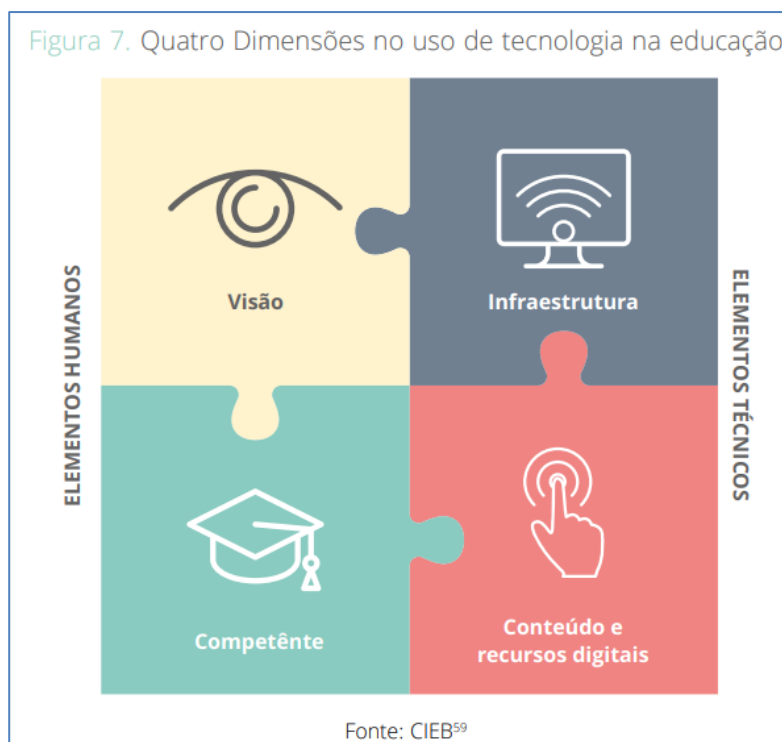 Figura 7. Quatro Dimensões no uso de tecnologia na educação
ELEMENTOS HUMANOS
Visão
Infraestrutura
ELEMENTOS TÉCNICOS
Competênte
Conteúdo e
recursos digitais
Fonte: CIEB⁵⁹